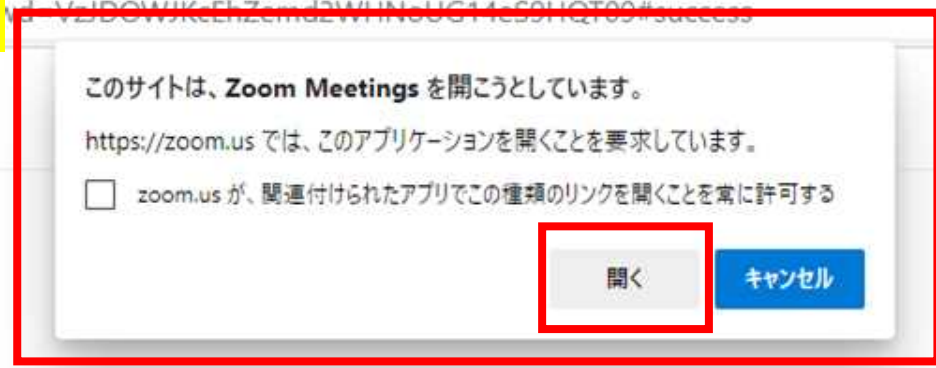 このサイトは、Zoom Meetings を開こうとしています。
https://zoom.us では、このアプリケーションを開くことを要求しています。
zoom.us が、関連付けられたアプリでこの種類のリンクを開くことを常に許可する
開く キャンセル